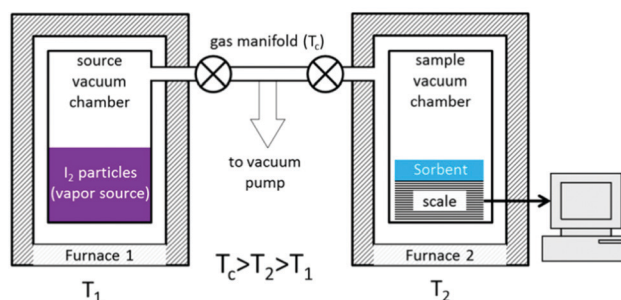 gas manifold (Tc)
source
vacuum
chamber
sample
vacuum
chamber
to vacuum
pump
I2 particles
(vapor source)
Sorbent
scale
Furnace 1
Furnace 2
Tc>T2>T1
T1
T2